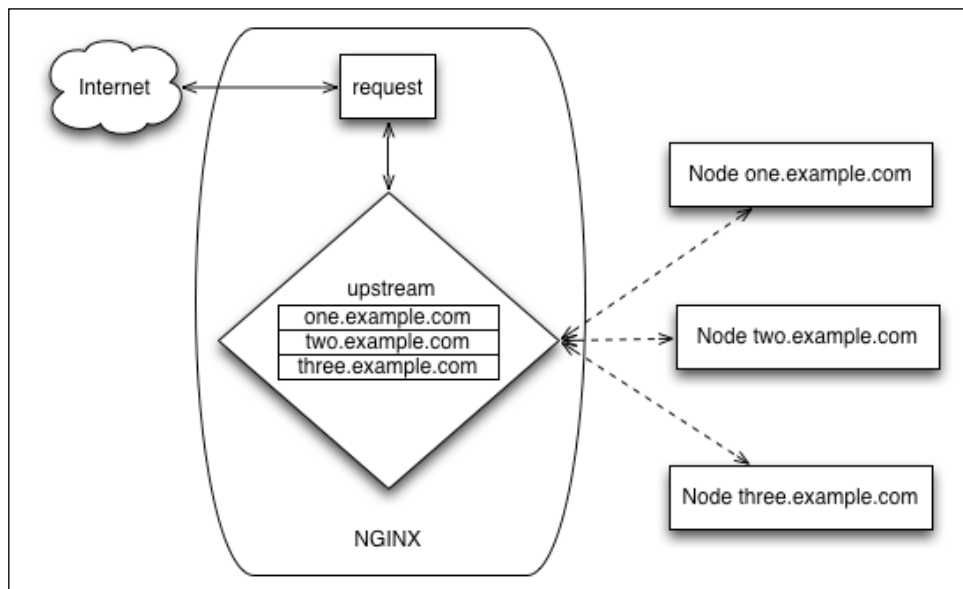 Internet
request
upstream
one.example.com
two.example.com
three.example.com
NGINX
Node one.example.com
Node two.example.com
Node three.example.com